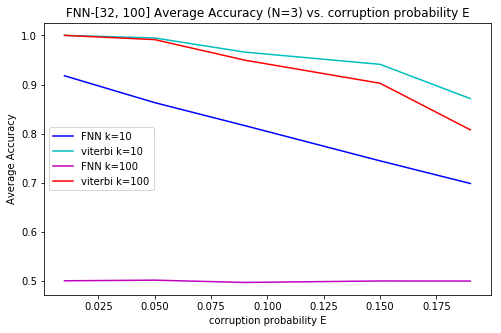 FNN-[32, 100] Average Accuracy (N=3) vs. corruption probability E
1.0
0.9
0.8
0.7
0.6
0.5
Average Accuracy
FNN k=10
viterbi k=10
FNN k=100
viterbi k=100
0.025
0.050
0.075
0.100
0.125
0.150
0.175
corruption probability E